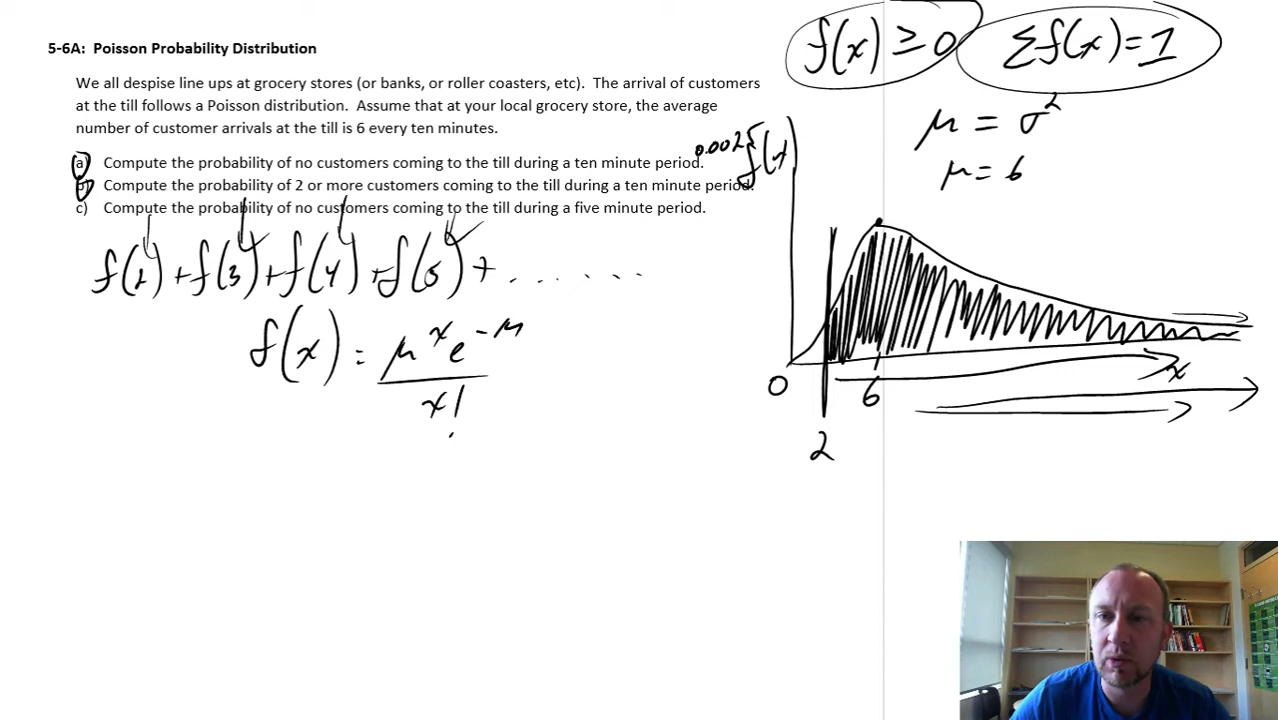 5-6A: Poisson Probability Distribution
We all despise line ups at grocery stores (or banks, or roller coasters, etc). The arrival of customers
at the till follows a Poisson distribution. Assume that at your local grocery store, the average
number of customer arrivals at the till is 6 every ten minutes.
a) Compute the probability of no customers coming to the till during a ten minute period.
b) Compute the probability of 2 or more customers coming to the till during a ten minute period.
c) Compute the probability of no customers coming to the till during a five minute period.
f(2)+f(3)+f(4)+f(5)+.......
f(x) = μ^x e^-μ / x!
f(x) ≥ 0
Σf(x)=1
μ = σ²
μ = 6
0.0025
f(x)
0
6
x
2